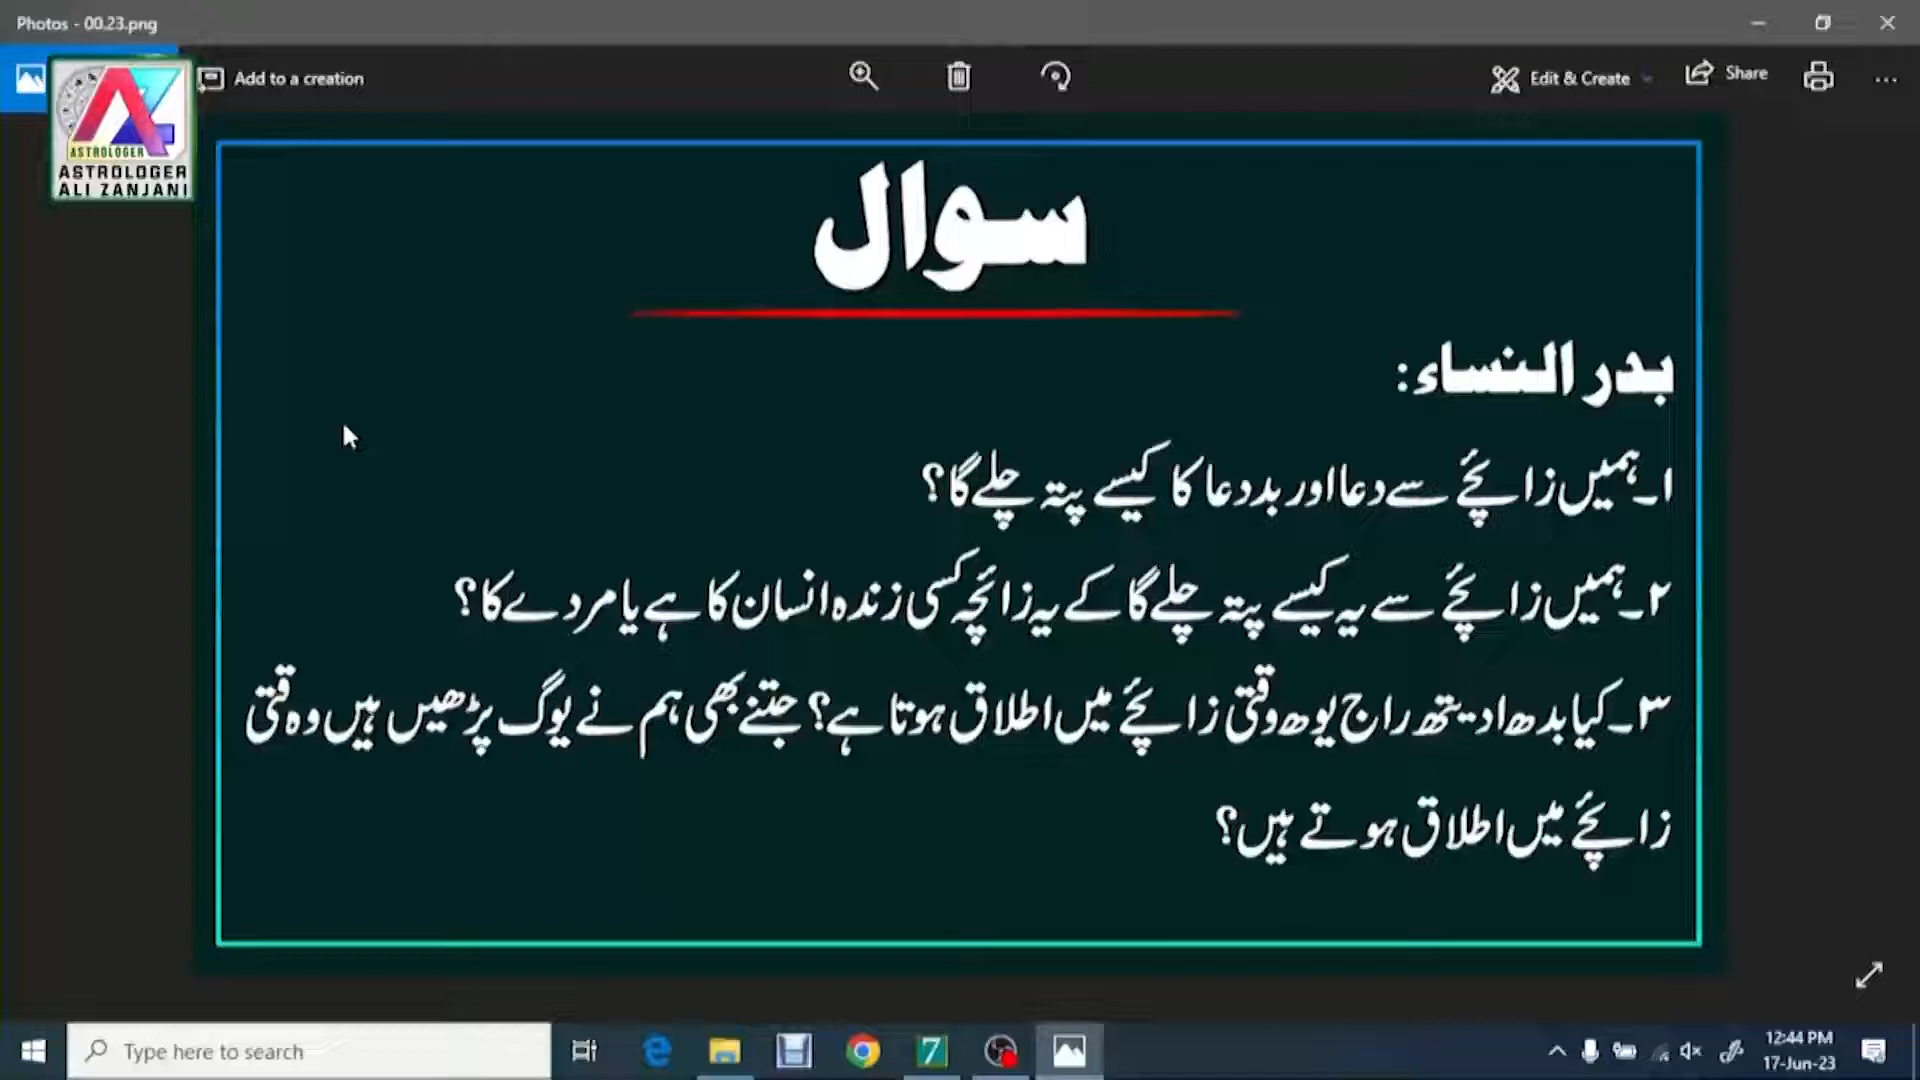 Photos - 00.23.png
Add to a creation
Edit & Create
Share
ASTROLOGER
ASTROLOGER
ALI ZANJANI
سوال
بدر النساء:
۱۔ ہمیں زائچے سے دعا اور بددعا کا کیسے پتہ چلے گا؟
۲۔ ہمیں زائچے سے یہ کیسے پتہ چلے گا کے یہ زائچہ کسی زندہ انسان کا ہے یا مردے کا؟
۳۔ کیا بدھ ادیتھ راج یوھ وقتی زائچے میں اطلاق ہوتا ہے؟ جتنے بھی ہم نے یوگ پڑھیں ہیں وہ وقتی
زائچے میں اطلاق ہوتے ہیں؟
Type here to search
7
12:44 PM
17-Jun-23